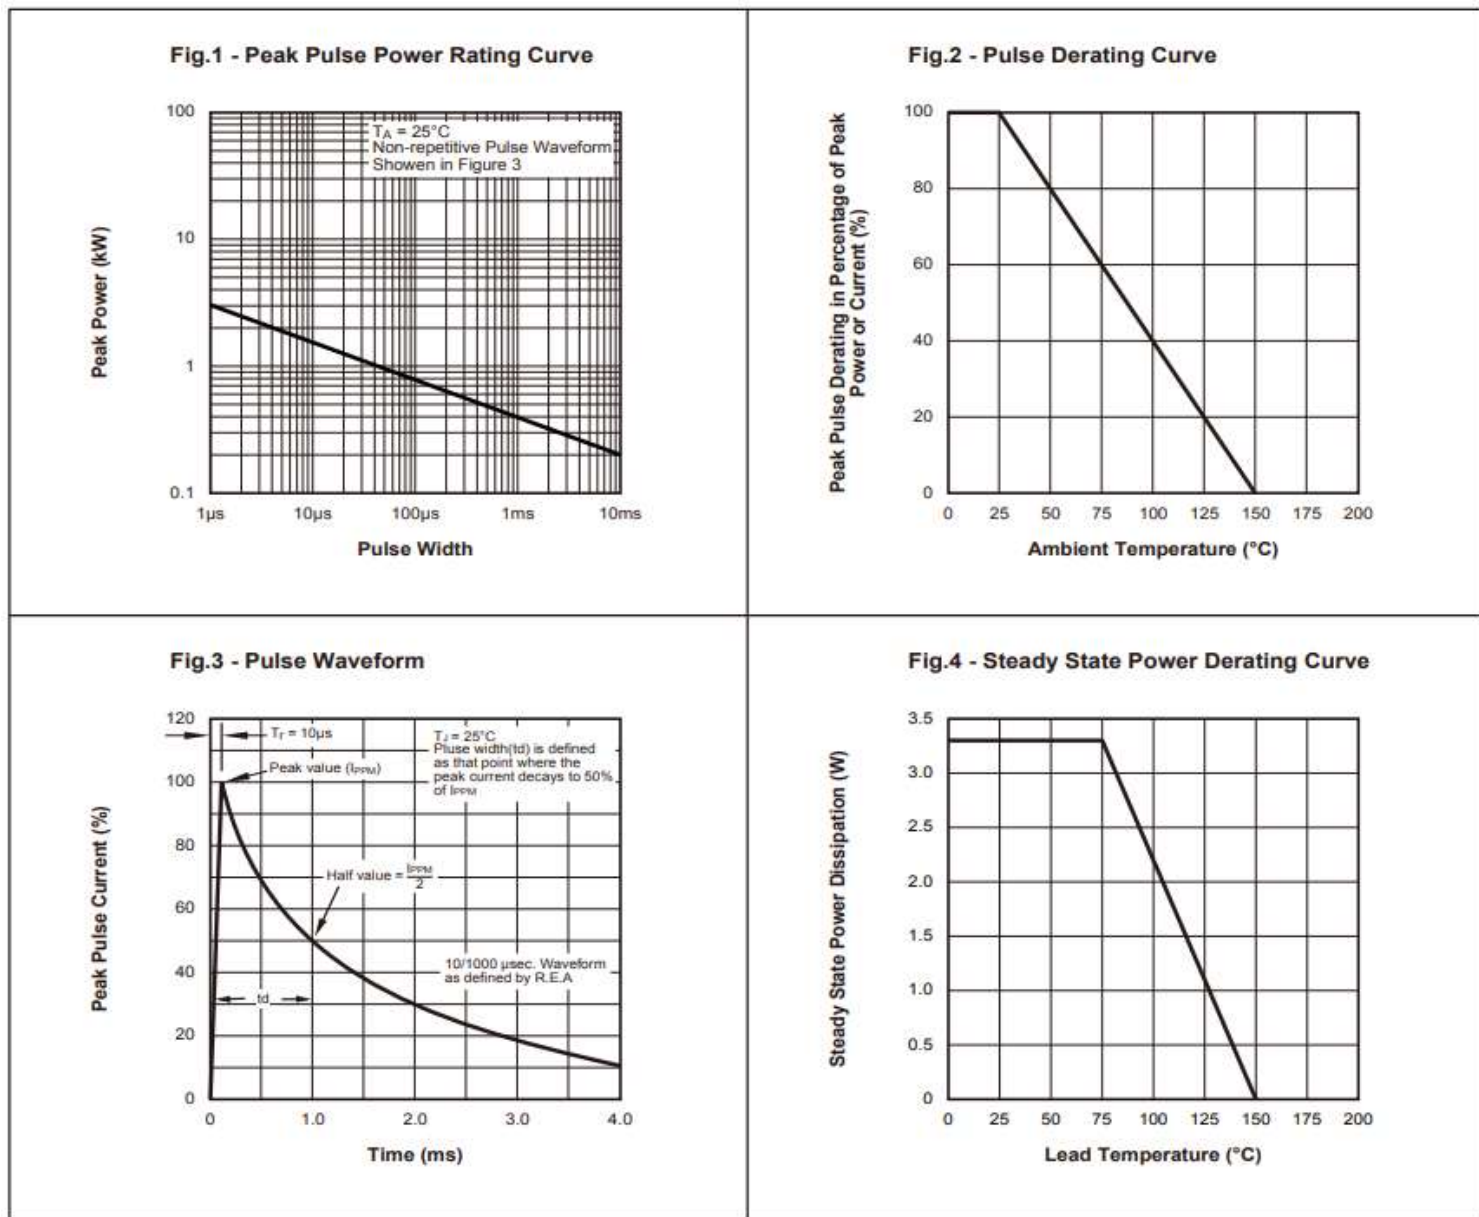 Fig.1 - Peak Pulse Power Rating Curve
Peak Power (kW)
100
10
1
0.1
TA = 25°C
Non-repetitive Pulse Waveform
Showen in Figure 3
1μs 10μs 100μs 1ms 10ms
Pulse Width
Fig.2 - Pulse Derating Curve
Peak Pulse Derating in Percentage of Peak
Power or Current (%)
100
80
60
40
20
0
0 25 50 75 100 125 150 175 200
Ambient Temperature (°C)
Fig.3 - Pulse Waveform
Peak Pulse Current (%)
120
100
80
60
40
20
0
Tr = 10μs
Peak value (IPPM)
TJ = 25°C
Pluse width(td) is defined
as that point where the
peak current decays to 50%
of IPPM
Half value = IPPM
2
10/1000 μsec. Waveform
as defined by R.E.A
td
0 1.0 2.0 3.0 4.0
Time (ms)
Fig.4 - Steady State Power Derating Curve
Steady State Power Dissipation (W)
3.5
3.0
2.5
2.0
1.5
1.0
0.5
0
0 25 50 75 100 125 150 175 200
Lead Temperature (°C)